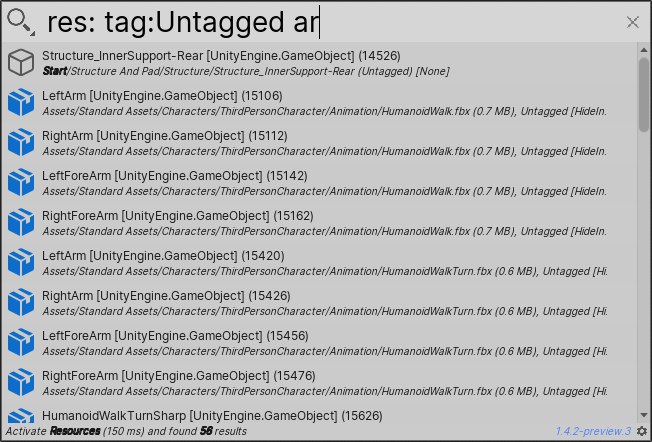 res: tag:Untagged ar
Structure_InnerSupport-Rear [UnityEngine.GameObject] (14526)
Start/Structure And Pad/Structure/Structure_InnerSupport-Rear (Untagged) [None]
LeftArm [UnityEngine.GameObject] (15106)
Assets/Standard Assets/Characters/ThirdPersonCharacter/Animation/HumanoidWalk.fbx (0.7 MB), Untagged [HideIn.
RightArm [UnityEngine.GameObject] (15112)
Assets/Standard Assets/Characters/ThirdPersonCharacter/Animation/HumanoidWalk.fbx (0.7 MB), Untagged [HideIn.
LeftForeArm [UnityEngine.GameObject] (15142)
Assets/Standard Assets/Characters/ThirdPersonCharacter/Animation/HumanoidWalk.fbx (0.7 MB), Untagged [HideIn.
RightForeArm [UnityEngine.GameObject] (15162)
Assets/Standard Assets/Characters/ThirdPersonCharacter/Animation/HumanoidWalk.fbx (0.7 MB), Untagged [HideIn.
LeftArm [UnityEngine.GameObject] (15420)
Assets/Standard Assets/Characters/ThirdPersonCharacter/Animation/HumanoidWalkTurn.fbx (0.6 MB), Untagged [Hi.
RightArm [UnityEngine.GameObject] (15426)
Assets/Standard Assets/Characters/ThirdPersonCharacter/Animation/HumanoidWalkTurn.fbx (0.6 MB), Untagged [Hi.
LeftForeArm [UnityEngine.GameObject] (15456)
Assets/Standard Assets/Characters/ThirdPersonCharacter/Animation/HumanoidWalkTurn.fbx (0.6 MB), Untagged [Hi.
RightForeArm [UnityEngine.GameObject] (15476)
Assets/Standard Assets/Characters/ThirdPersonCharacter/Animation/HumanoidWalkTurn.fbx (0.6 MB), Untagged [Hi.
HumanoidWalkTurnSharp [UnityEngine.GameObject] (15626)
Activate Resources (150 ms) and found 56 results 1.4.2-preview.3